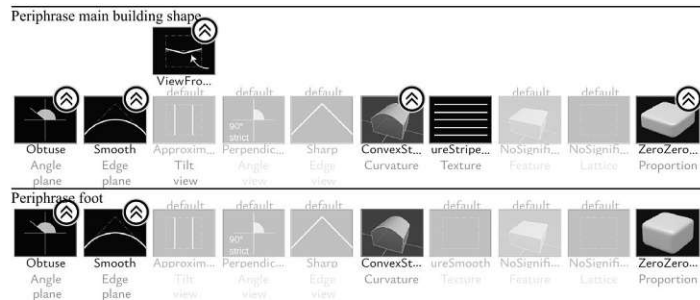 Periphrase main building shape
ViewFro...
default default default default default
90° strict
Obtuse Smooth Approxim... Perpendic... Sharp ConvexSt... ureStripe... NoSignifi... NoSignifi... ZeroZero...
Angle Edge Tilt Angle Edge Curvature Texture Feature Lattice Proportion
plane plane view view view
Periphrase foot
default default default default default default
90° strict
Obtuse Smooth Approxim... Perpendic... Sharp ConvexSt... ureSmooth NoSignifi... NoSignifi... ZeroZero...
Angle Edge Tilt Angle Edge Curvature Texture Feature Lattice Proportion
plane plane view view view